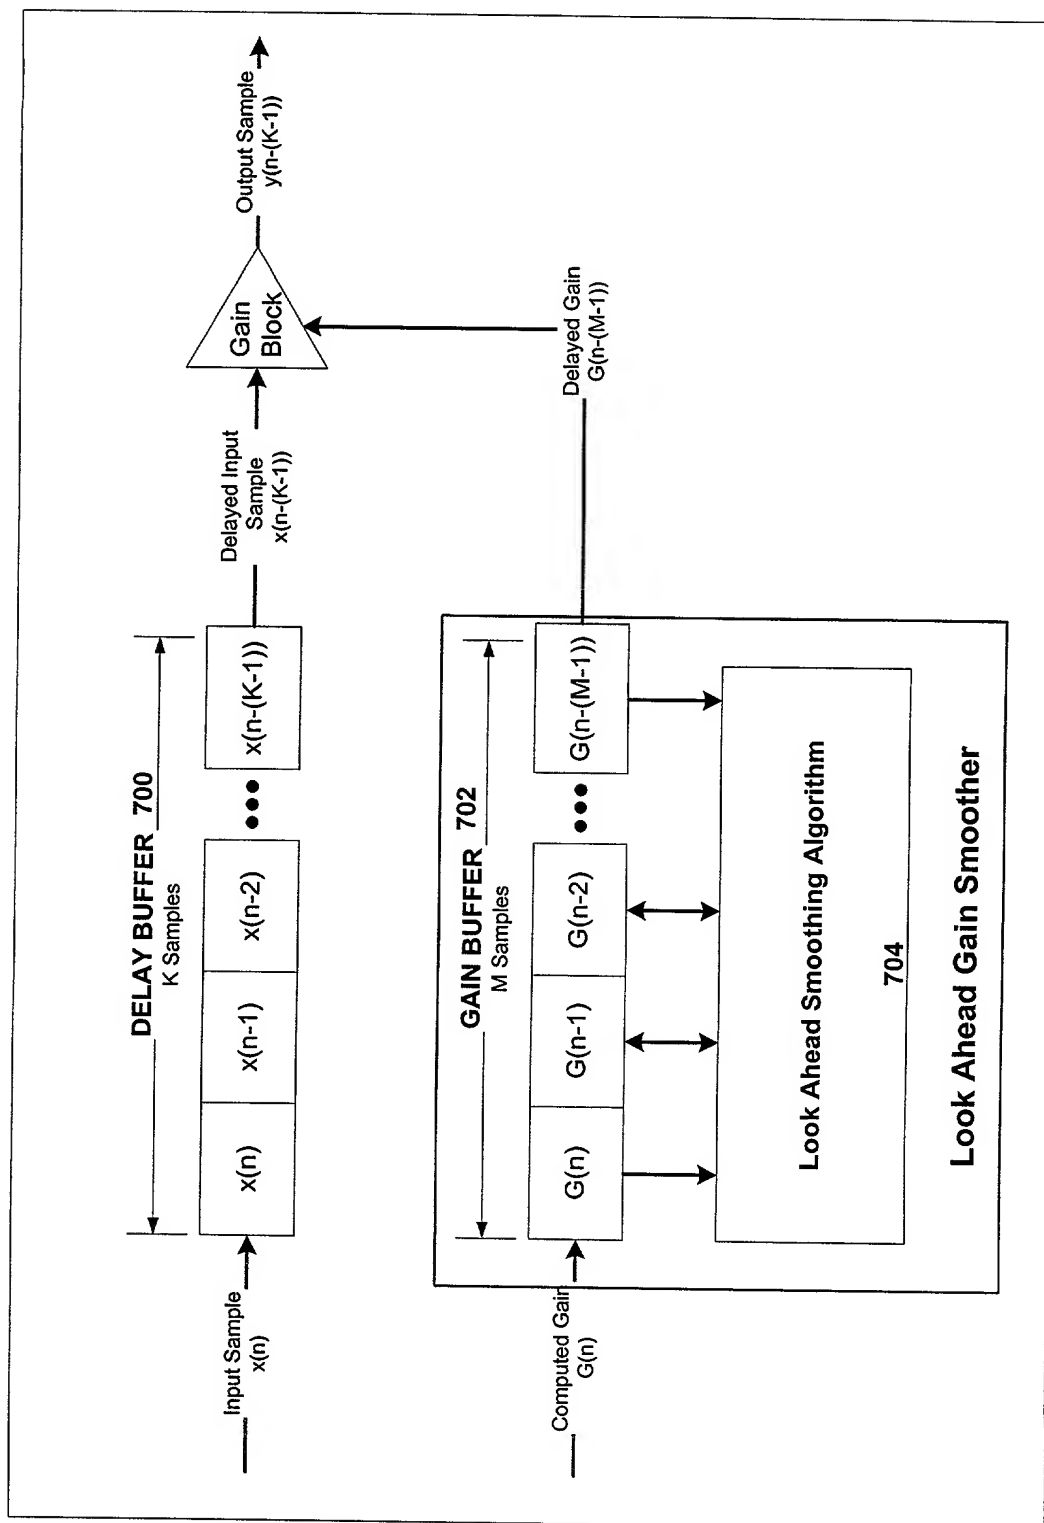 Input Sample
x(n)
DELAY BUFFER 700
K Samples
x(n)
x(n-1)
x(n-2)
x(n-(K-1))
Delayed Input
Sample
x(n-(K-1))
Gain
Block
Output Sample
y(n-(K-1))
Computed Gain
G(n)
GAIN BUFFER 702
M Samples
G(n)
G(n-1)
G(n-2)
G(n-(M-1))
Delayed Gain
G(n-(M-1))
Look Ahead Smoothing Algorithm
704
Look Ahead Gain Smoother